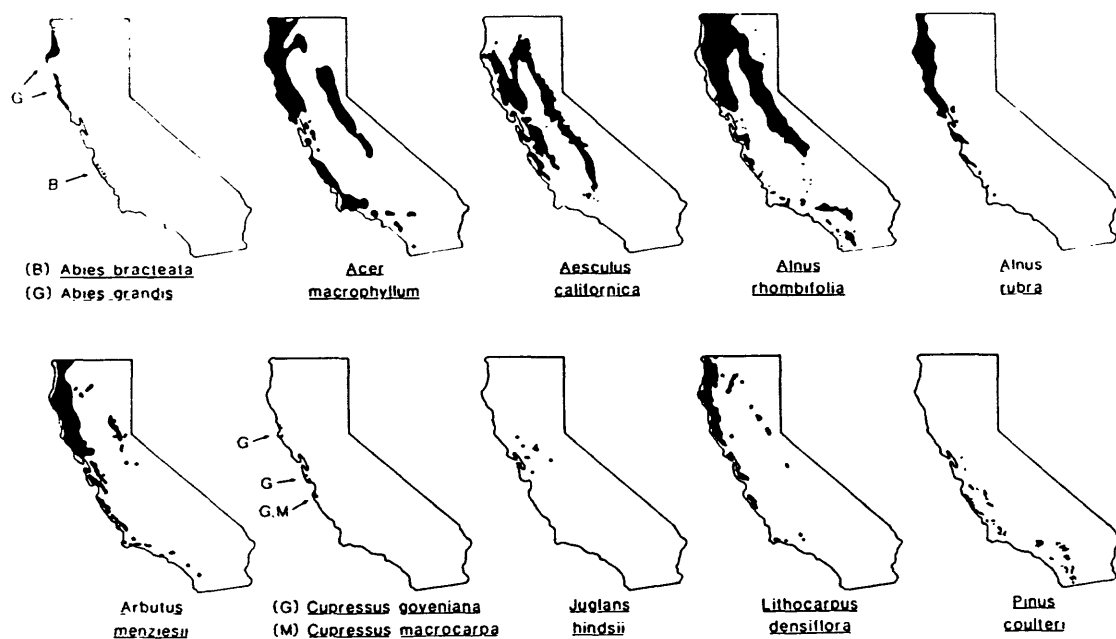 G
B
(B) Abies bracteata
(G) Abies grandis
Acer
macrophyllum
Aesculus
californica
Alnus
rhombifolia
Alnus
rubra
G
G
G,M
Arbutus
menziesii
(G) Cupressus goveniana
(M) Cupressus macrocarpa
Juglans
hindsii
Lithocarpus
densiflora
Pinus
coulteri